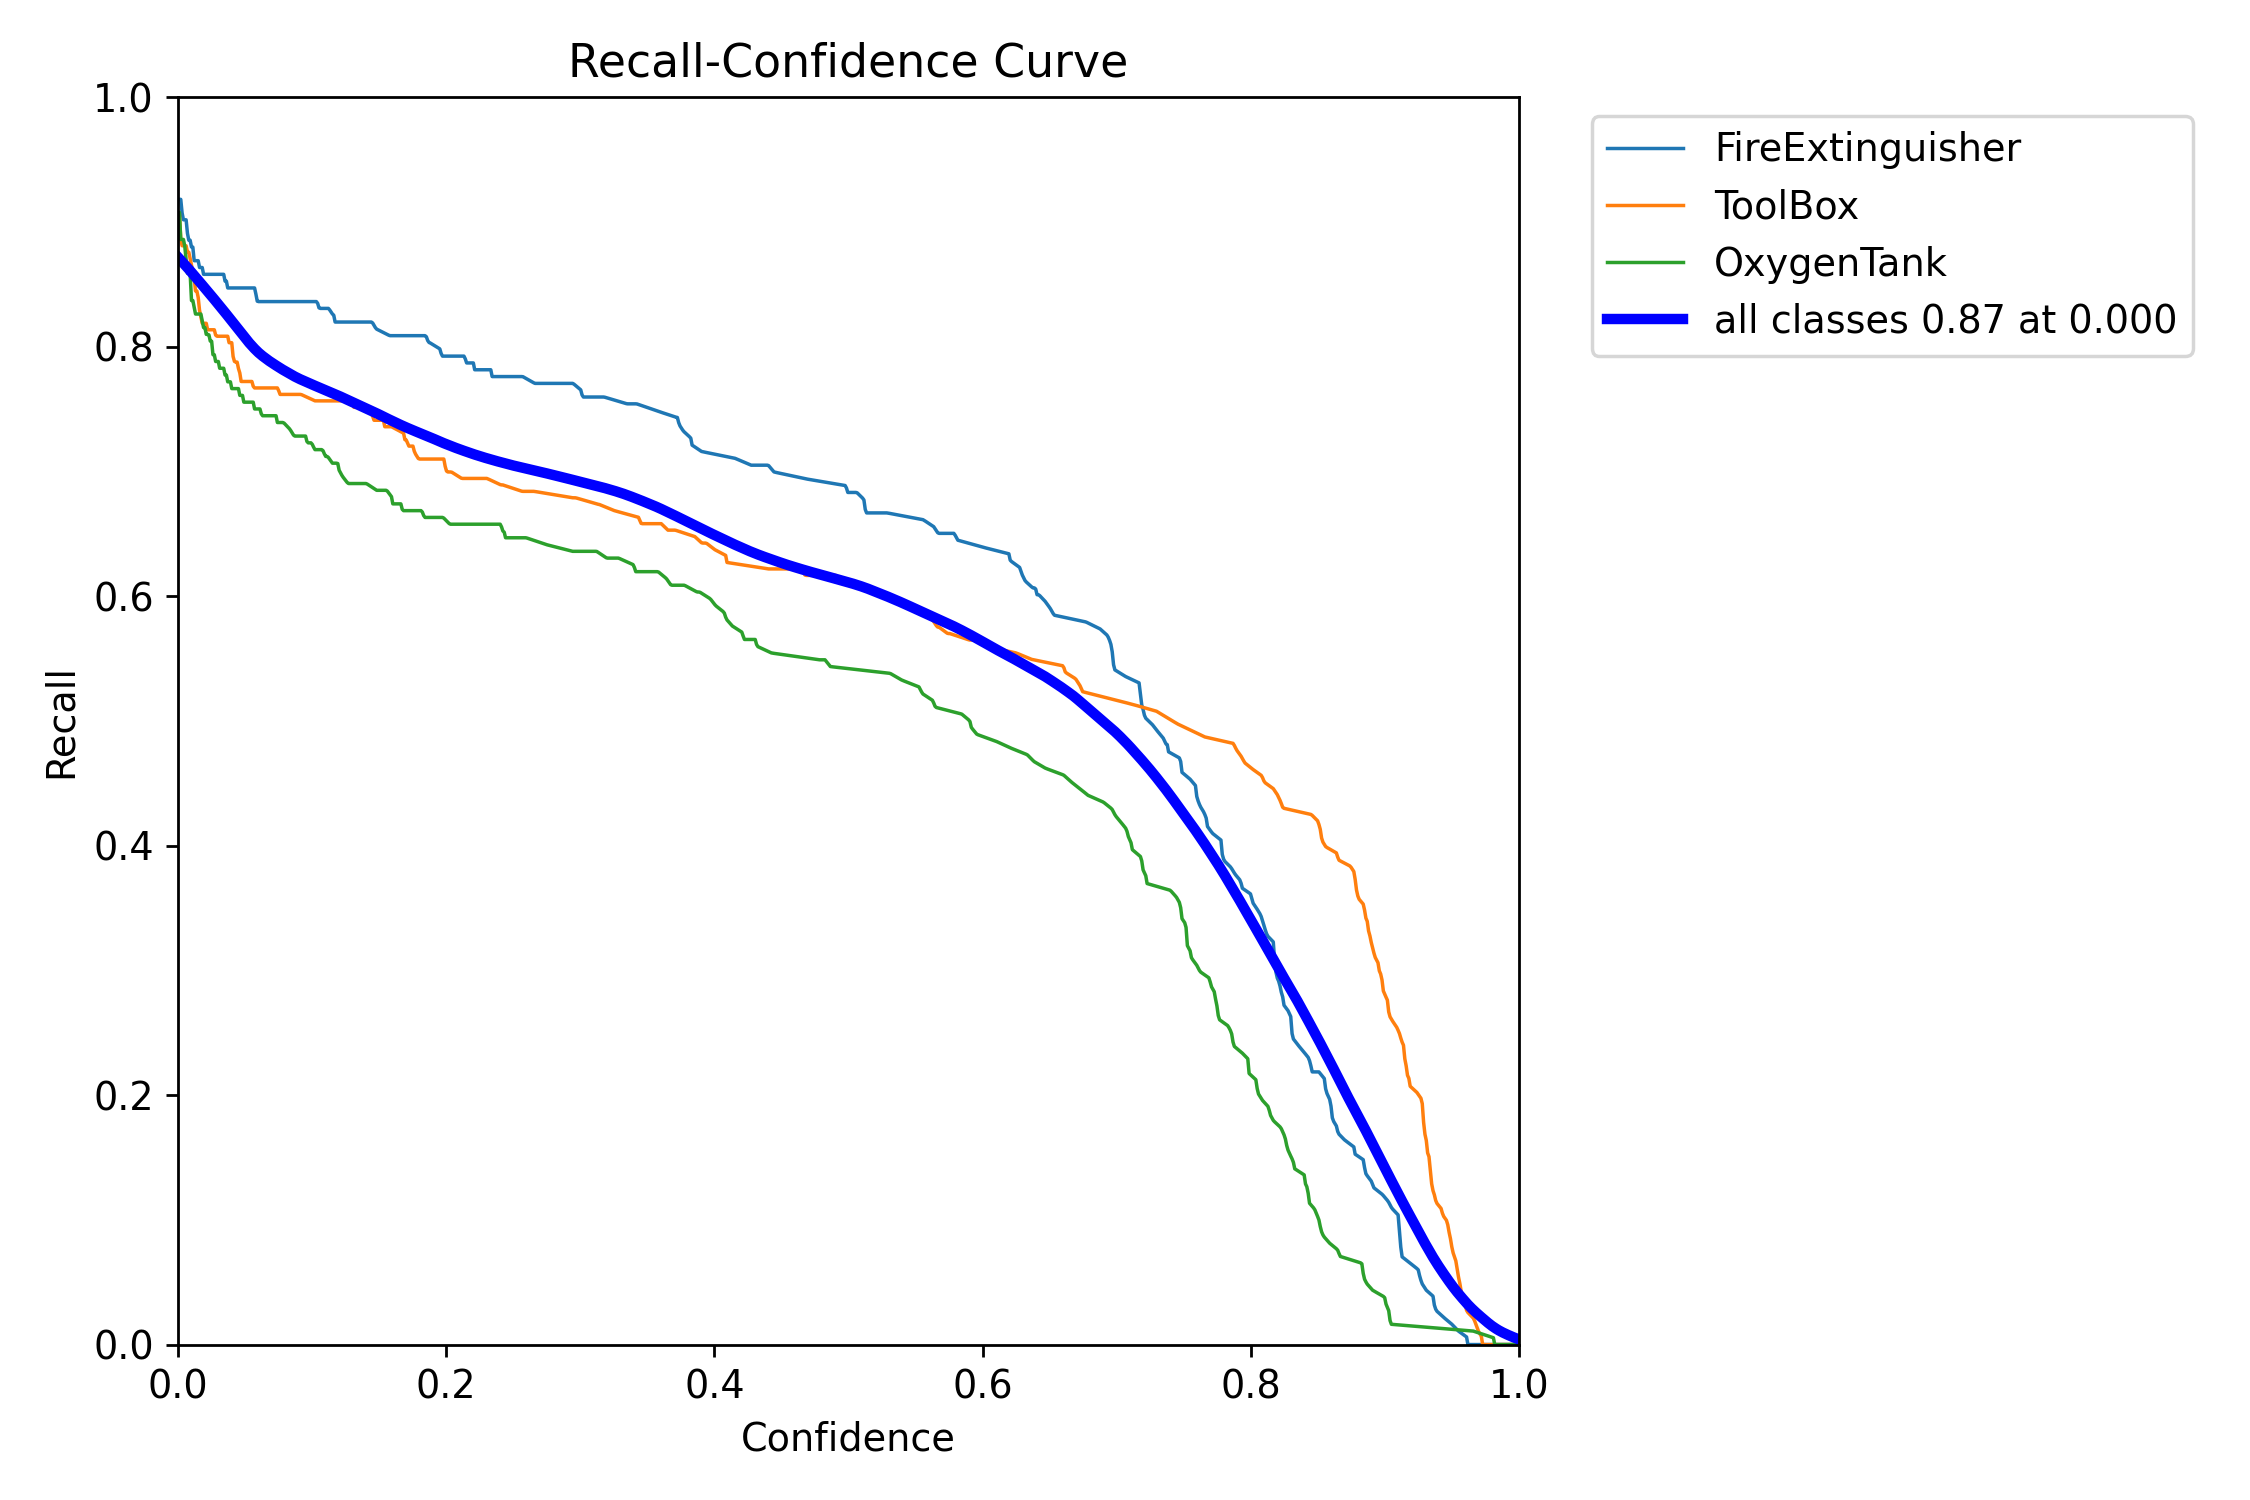 Recall-Confidence Curve
1.0
0.8
0.6
0.4
0.2
0.0
Recall
0.0 0.2 0.4 0.6 0.8 1.0
Confidence
FireExtinguisher
ToolBox
OxygenTank
all classes 0.87 at 0.000